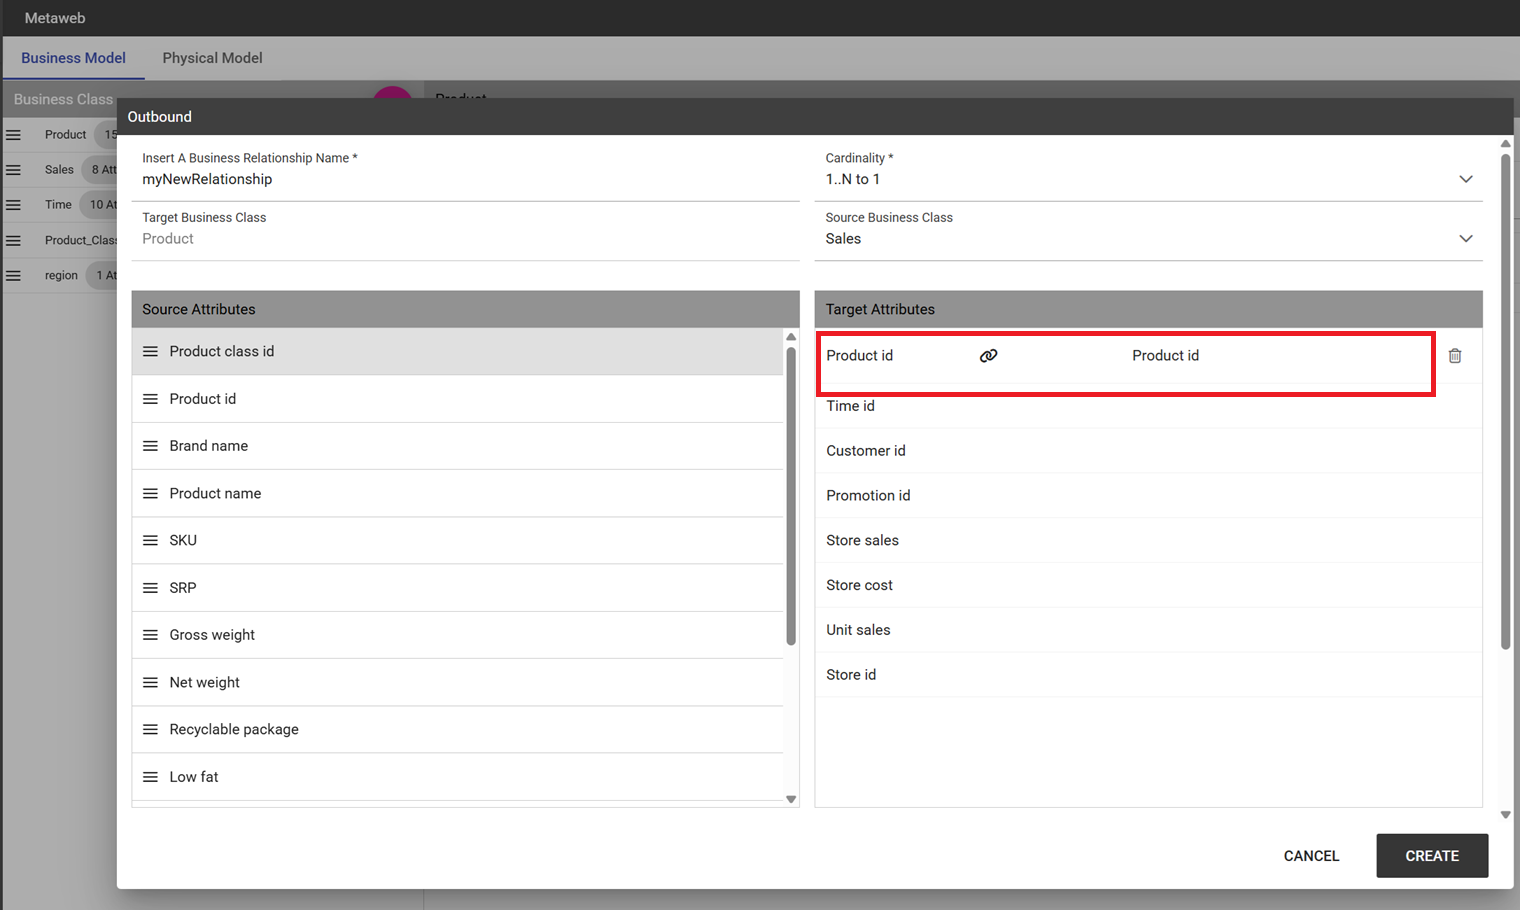 Metaweb
Business Model Physical Model
Business Class
Product
Product 15
Sales 8 Att
Time 10 At
Product_Class
region 1 At
Outbound
Insert A Business Relationship Name *
myNewRelationship
Cardinality *
1..N to 1
Target Business Class
Product
Source Business Class
Sales
Source Attributes
Product class id
Product id
Brand name
Product name
SKU
SRP
Gross weight
Net weight
Recyclable package
Low fat
Target Attributes
Product id Product id
Time id
Customer id
Promotion id
Store sales
Store cost
Unit sales
Store id
CANCEL CREATE